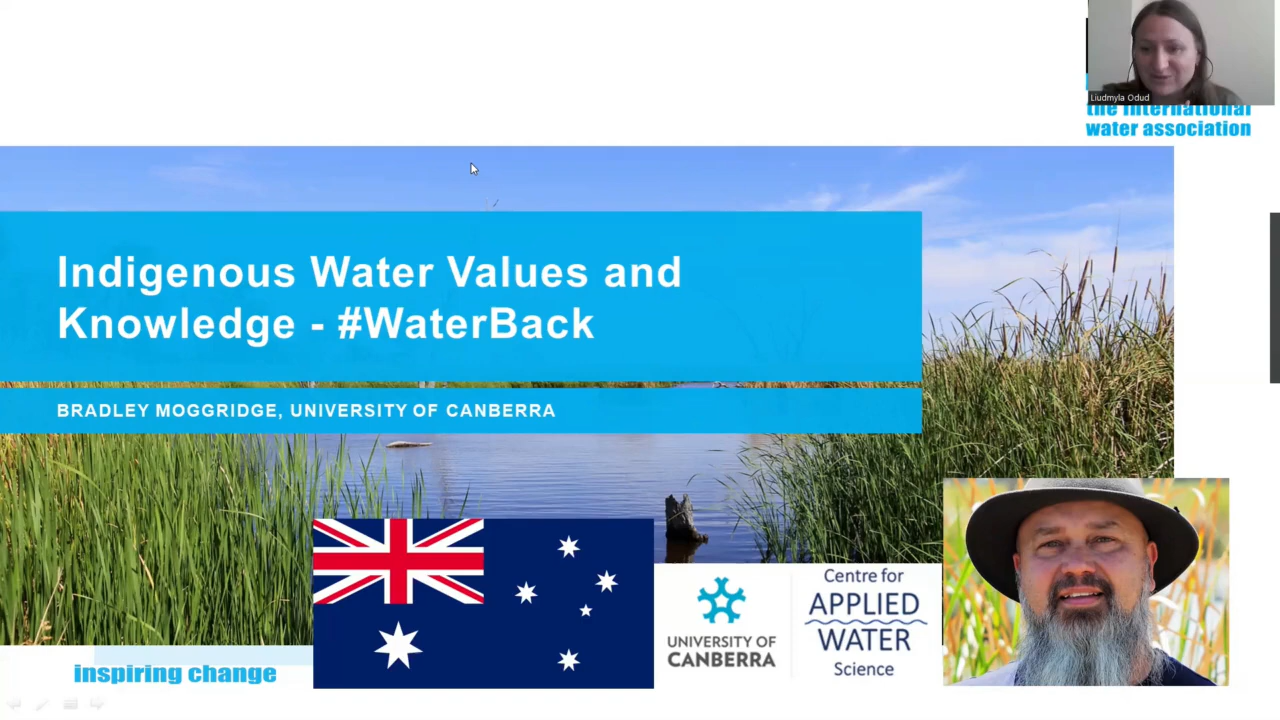 Liudmyla Odud
the international
water association
Indigenous Water Values and
Knowledge - #WaterBack
BRADLEY MOGGRIDGE, UNIVERSITY OF CANBERRA
UNIVERSITY OF
CANBERRA
Centre for
APPLIED
WATER
Science
inspiring change